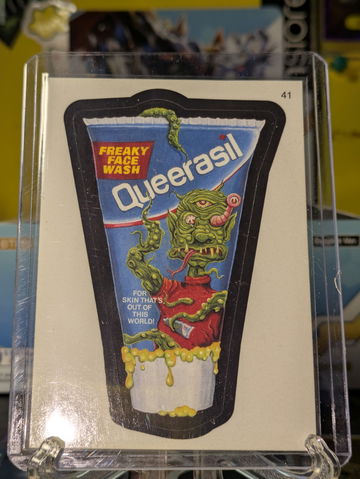 41
FREAKY
FACE
WASH
Queerasil
FOR
SKIN THAT'S
OUT OF
THIS
WORLD!